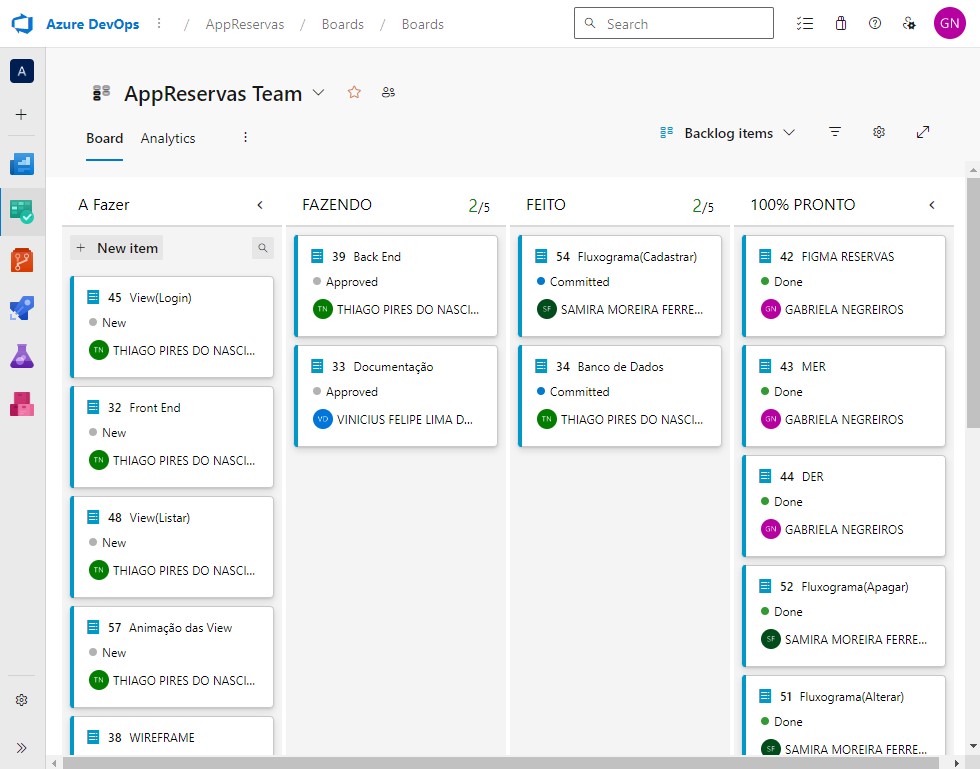 Azure DevOps / AppReservas / Boards / Boards
Search
GN
A
AppReservas Team
Board Analytics
Backlog items
A Fazer
New item
45 View(Login)
New
TN THIAGO PIRES DO NASCI...
32 Front End
New
TN THIAGO PIRES DO NASCI...
48 View(Listar)
New
TN THIAGO PIRES DO NASCI...
57 Animação das View
New
TN THIAGO PIRES DO NASCI...
38 WIREFRAME
FAZENDO 2/5
39 Back End
Approved
TN THIAGO PIRES DO NASCI...
33 Documentação
Approved
VD VINICIUS FELIPE LIMA D...
FEITO 2/5
54 Fluxograma(Cadastrar)
Committed
SF SAMIRA MOREIRA FERRE...
34 Banco de Dados
Committed
TN THIAGO PIRES DO NASCI...
100% PRONTO
42 FIGMA RESERVAS
Done
GN GABRIELA NEGREIROS
43 MER
Done
GN GABRIELA NEGREIROS
44 DER
Done
GN GABRIELA NEGREIROS
52 Fluxograma(Apagar)
Done
SF SAMIRA MOREIRA FERRE...
51 Fluxograma(Alterar)
Done
SF SAMIRA MOREIRA FERRE...